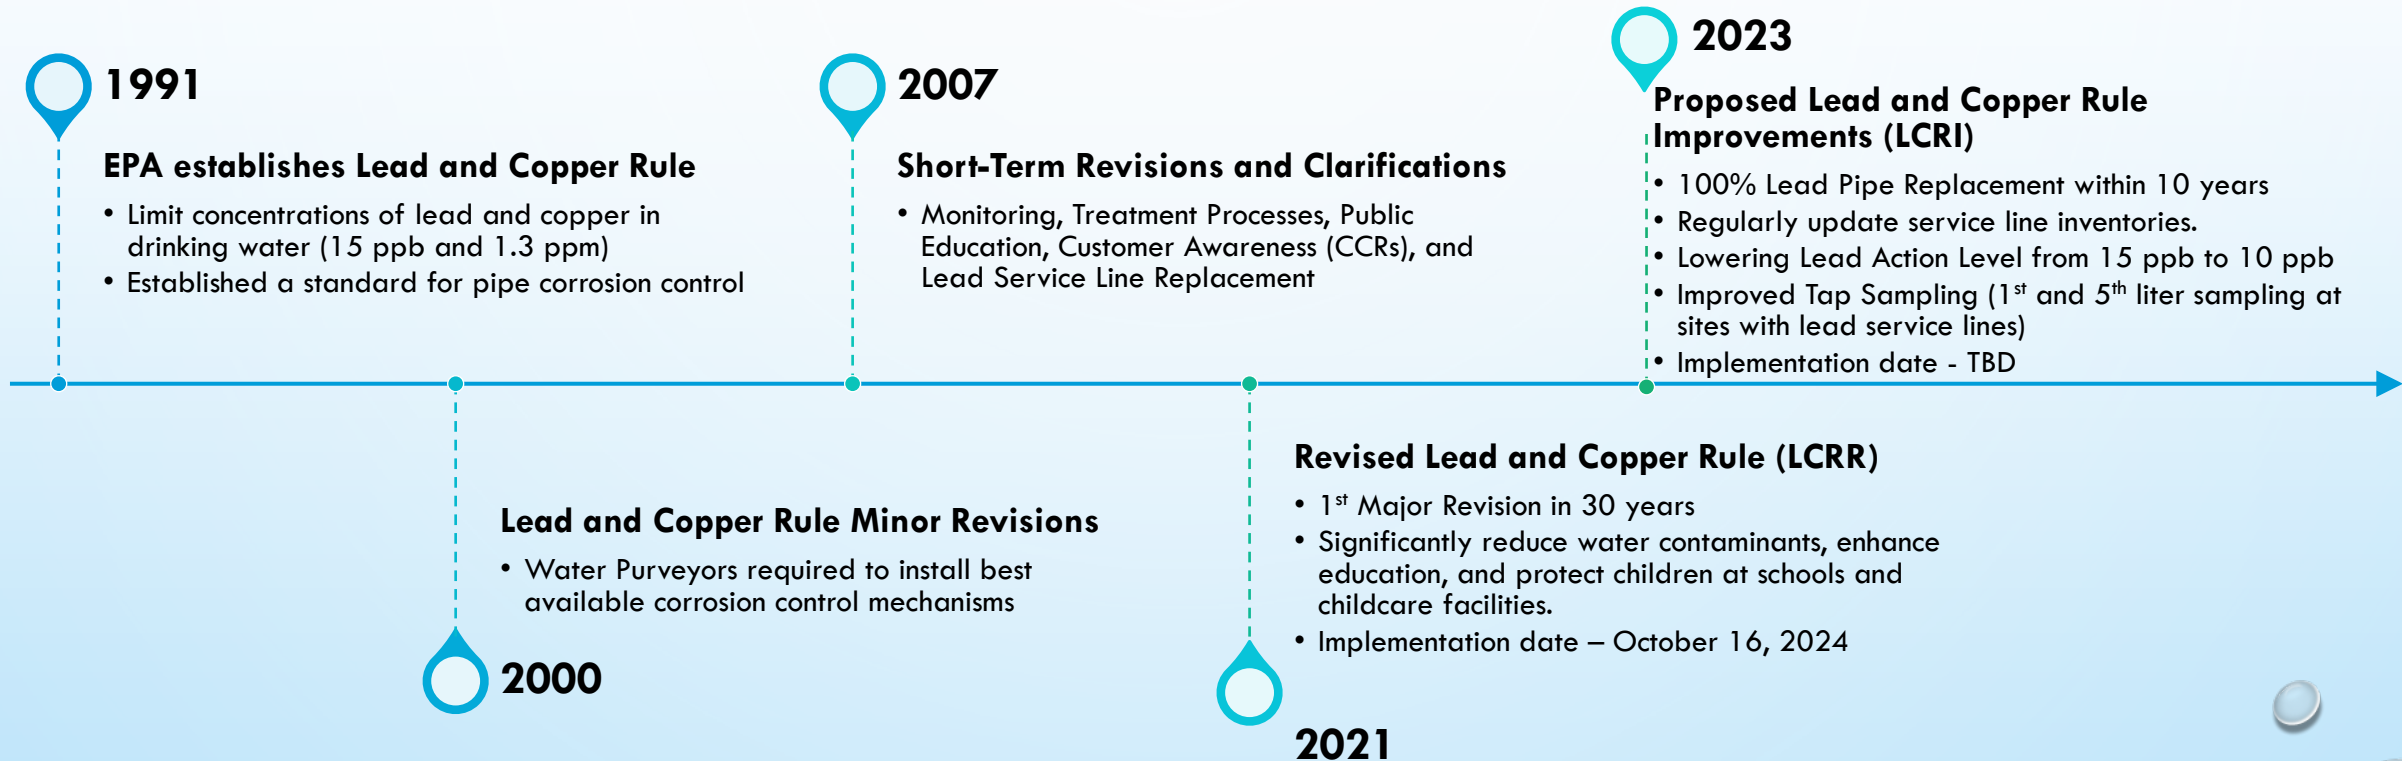 1991
EPA establishes Lead and Copper Rule
• Limit concentrations of lead and copper in
drinking water (15 ppb and 1.3 ppm)
• Established a standard for pipe corrosion control
2000
Lead and Copper Rule Minor Revisions
• Water Purveyors required to install best
available corrosion control mechanisms
2007
Short-Term Revisions and Clarifications
• Monitoring, Treatment Processes, Public
Education, Customer Awareness (CCRs), and
Lead Service Line Replacement
2021
Revised Lead and Copper Rule (LCRR)
• 1st Major Revision in 30 years
• Significantly reduce water contaminants, enhance
education, and protect children at schools and
childcare facilities.
• Implementation date – October 16, 2024
2023
Proposed Lead and Copper Rule
Improvements (LCRI)
• 100% Lead Pipe Replacement within 10 years
• Regularly update service line inventories.
• Lowering Lead Action Level from 15 ppb to 10 ppb
• Improved Tap Sampling (1st and 5th liter sampling at
sites with lead service lines)
• Implementation date - TBD